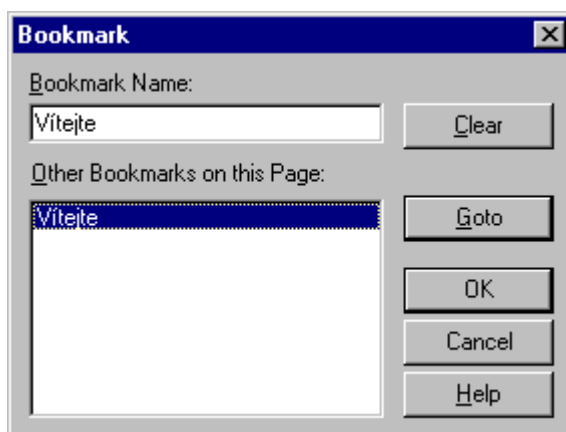 Bookmark
Bookmark Name:
Vítejte
Clear
Other Bookmarks on this Page:
Vítejte
Goto
OK
Cancel
Help